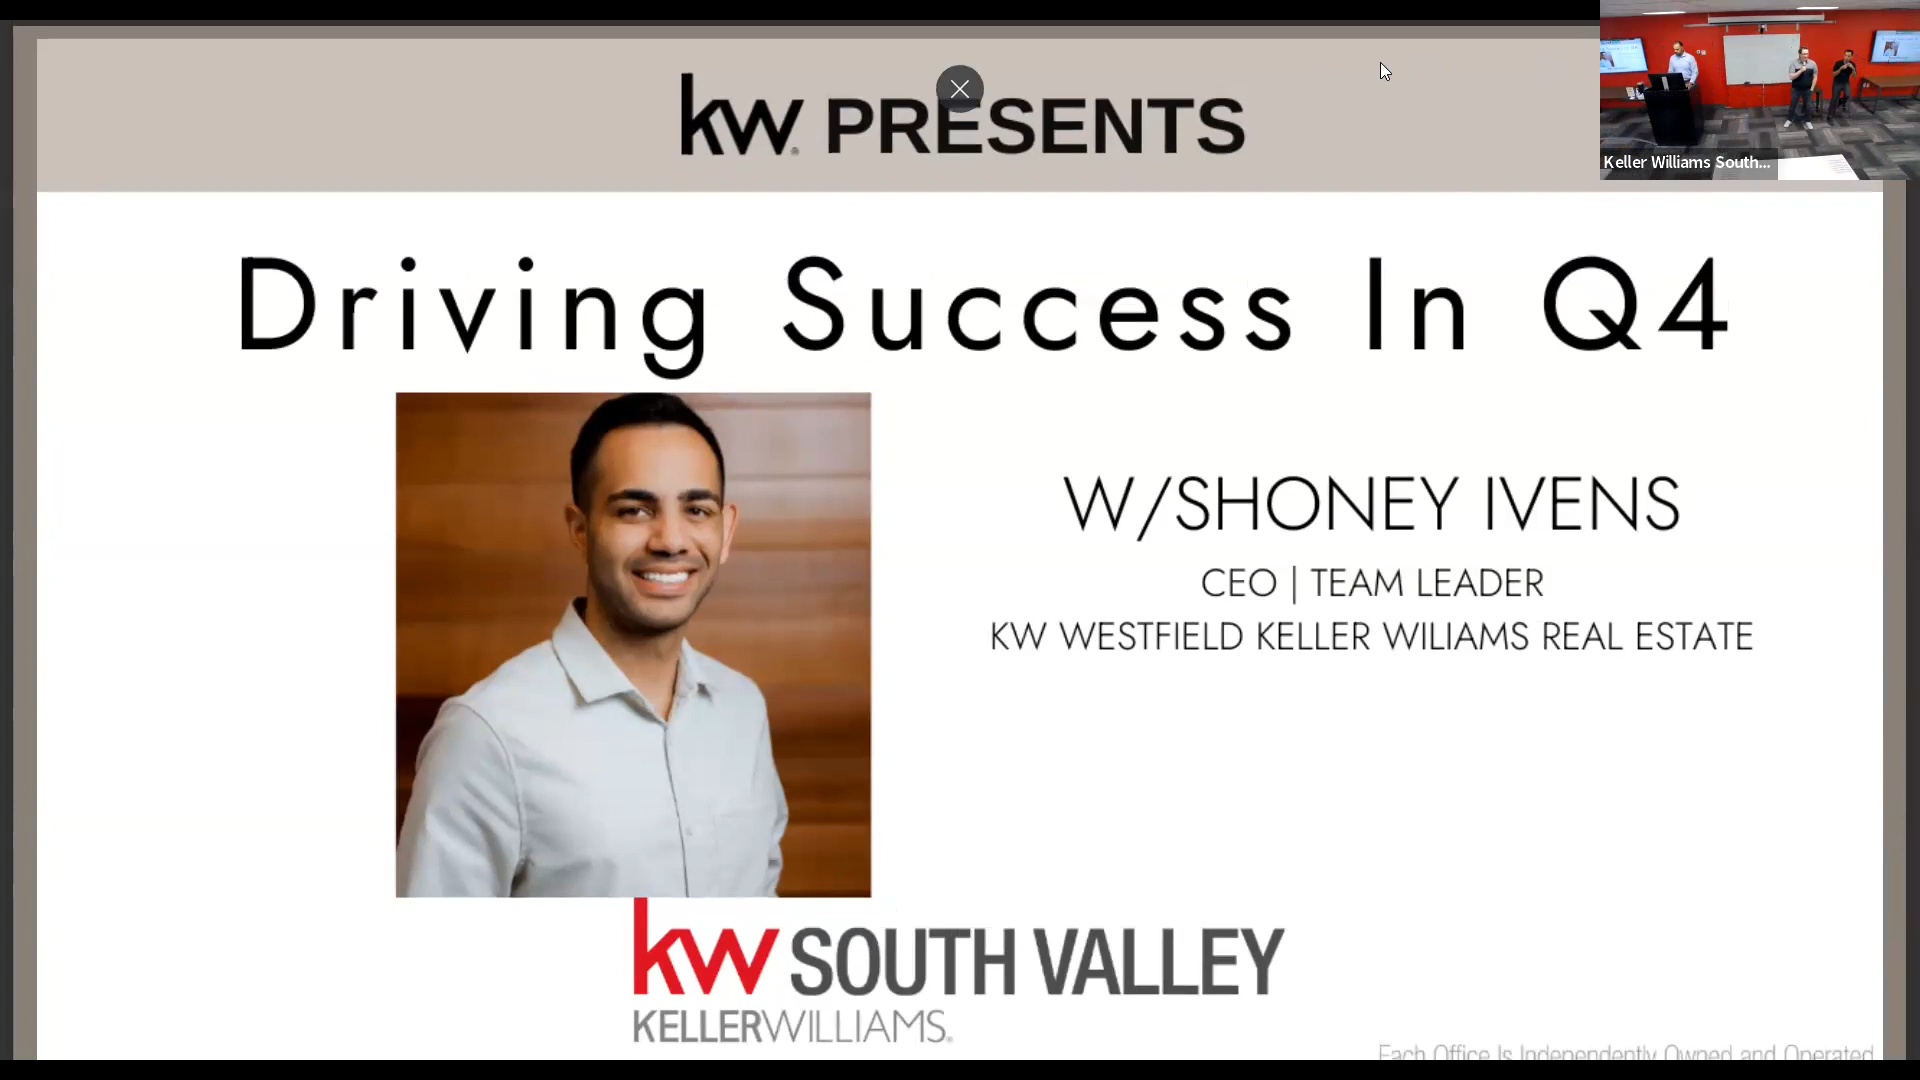 kw PRESENTS
Keller Williams South...
Driving Success In Q4
W/SHONEY IVENS
CEO | TEAM LEADER
KW WESTFIELD KELLER WILIAMS REAL ESTATE
kw SOUTH VALLEY
KELLERWILLIAMS.
Each Office Is Independently Owned and Operated